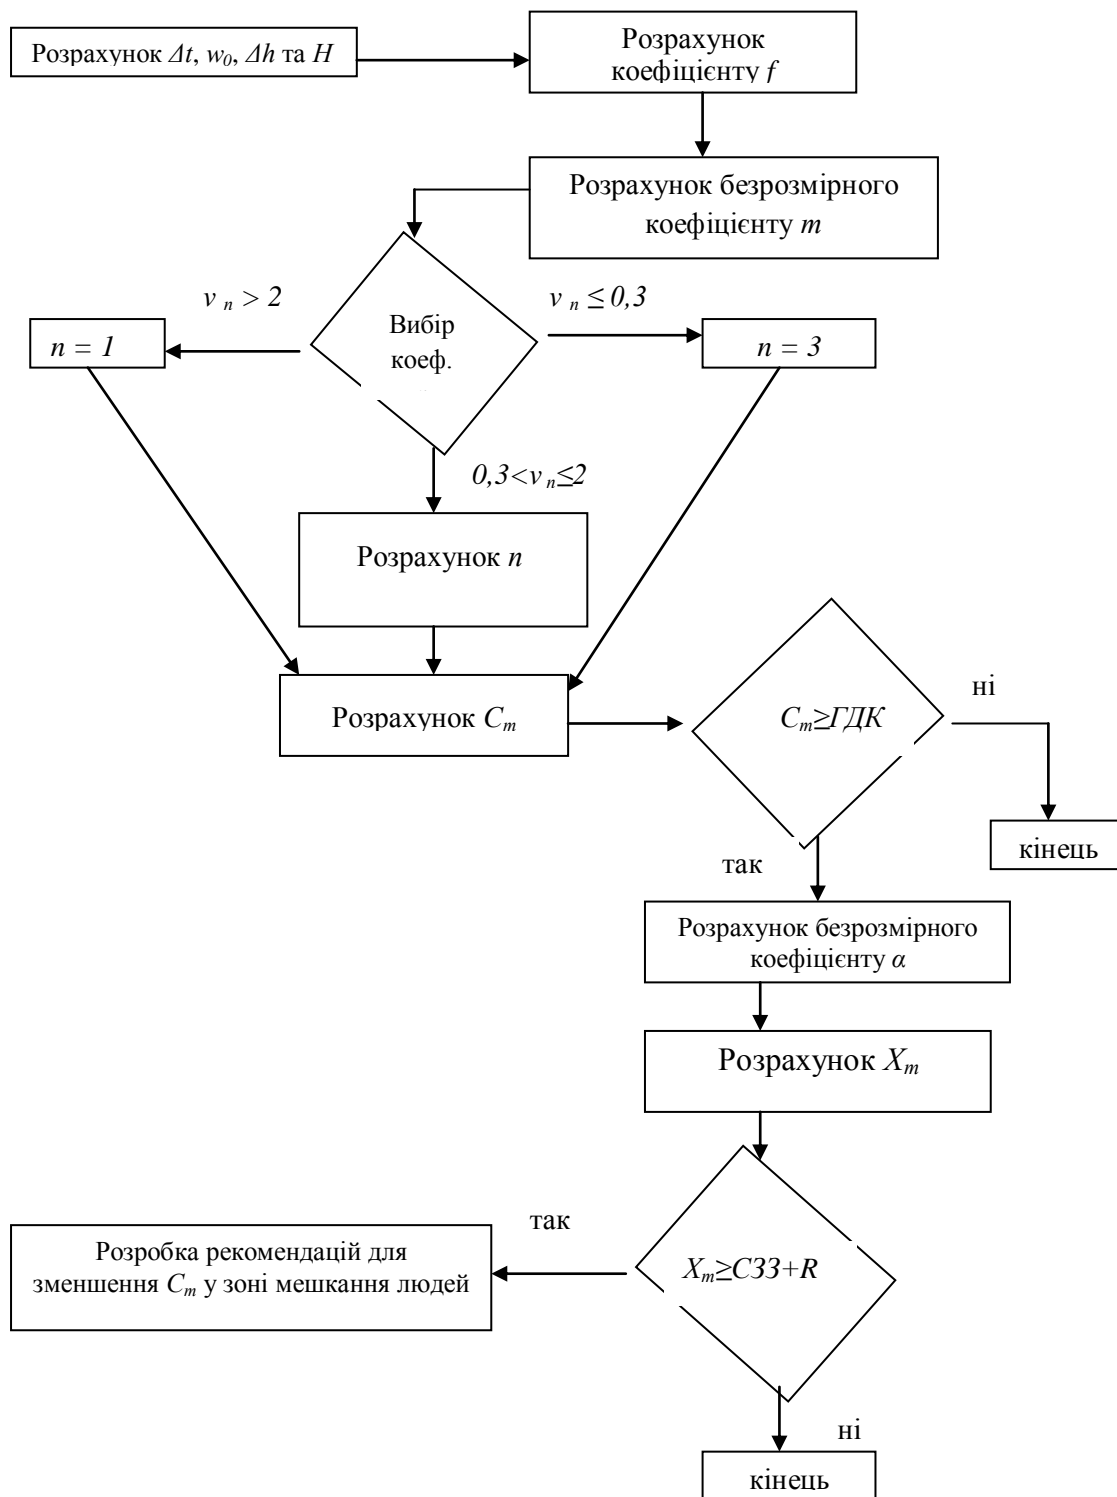 Розрахунок Δt, w₀, Δh та H
Розрахунок
коефіцієнту f
Розрахунок безрозмірного
коефіцієнту m
v n > 2
v n ≤ 0,3
Вибір
коеф.
n = 1
n = 3
0,3<v n≤2
Розрахунок n
Розрахунок Cm
Cm≥ГДК
ні
кінець
так
Розрахунок безрозмірного
коефіцієнту α
Розрахунок Xm
Xm≥СЗЗ+R
так
Розробка рекомендацій для
зменшення Cm у зоні мешкання людей
ні
кінець